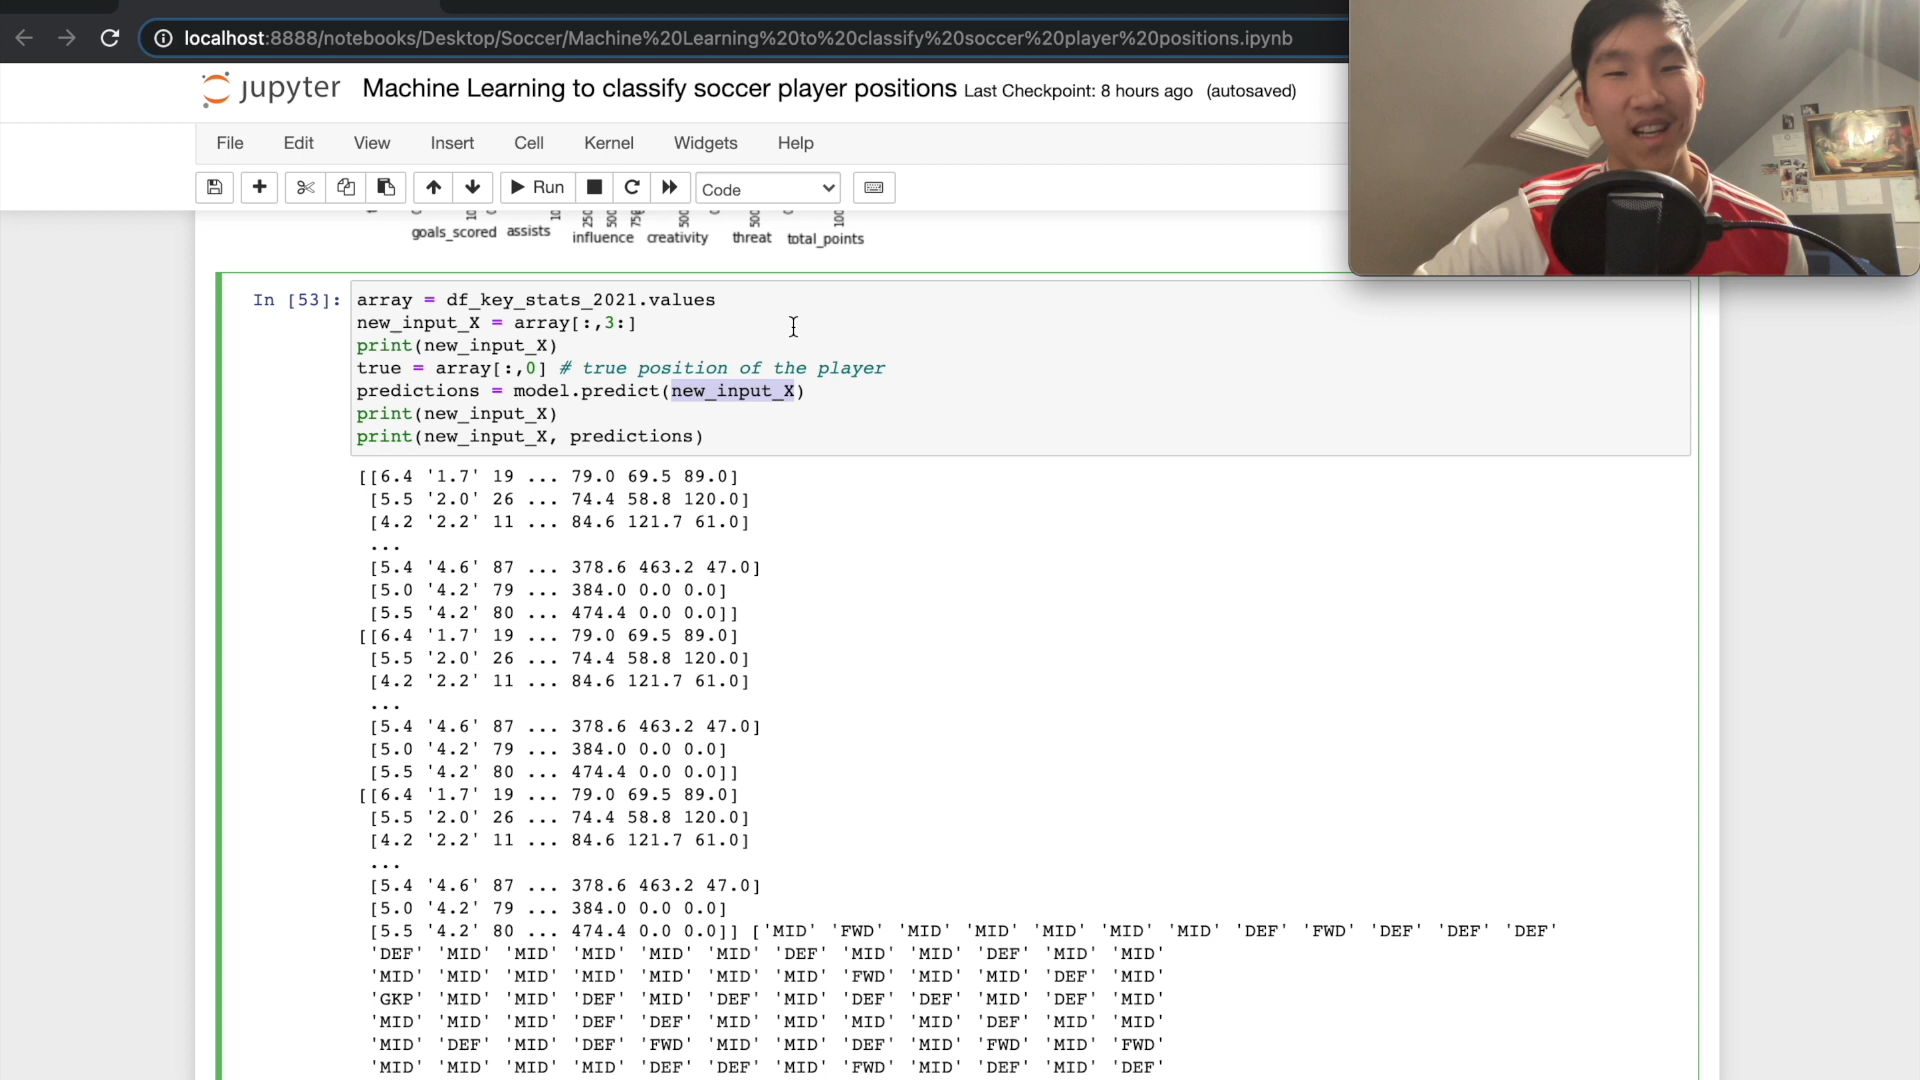 localhost:8888/notebooks/Desktop/Soccer/Machine%20Learning%20to%20classify%20soccer%20player%20positions.ipynb
jupyter Machine Learning to classify soccer player positions Last Checkpoint: 8 hours ago (autosaved)
File Edit View Insert Cell Kernel Widgets Help
Run Code
goals_scored assists influence creativity threat total_points
In [53]: array = df_key_stats_2021.values
new_input_X = array[:,3:]
print(new_input_X)
true = array[:,0] # true position of the player
predictions = model.predict(new_input_X)
print(new_input_X)
print(new_input_X, predictions)
[[6.4 '1.7' 19 ... 79.0 69.5 89.0]
[5.5 '2.0' 26 ... 74.4 58.8 120.0]
[4.2 '2.2' 11 ... 84.6 121.7 61.0]
...
[5.4 '4.6' 87 ... 378.6 463.2 47.0]
[5.0 '4.2' 79 ... 384.0 0.0 0.0]
[5.5 '4.2' 80 ... 474.4 0.0 0.0]]
[[6.4 '1.7' 19 ... 79.0 69.5 89.0]
[5.5 '2.0' 26 ... 74.4 58.8 120.0]
[4.2 '2.2' 11 ... 84.6 121.7 61.0]
...
[5.4 '4.6' 87 ... 378.6 463.2 47.0]
[5.0 '4.2' 79 ... 384.0 0.0 0.0]
[5.5 '4.2' 80 ... 474.4 0.0 0.0]]
[[6.4 '1.7' 19 ... 79.0 69.5 89.0]
[5.5 '2.0' 26 ... 74.4 58.8 120.0]
[4.2 '2.2' 11 ... 84.6 121.7 61.0]
...
[5.4 '4.6' 87 ... 378.6 463.2 47.0]
[5.0 '4.2' 79 ... 384.0 0.0 0.0]
[5.5 '4.2' 80 ... 474.4 0.0 0.0]] ['MID' 'FWD' 'MID' 'MID' 'MID' 'MID' 'MID' 'DEF' 'FWD' 'DEF' 'DEF' 'DEF'
'DEF' 'MID' 'MID' 'MID' 'MID' 'MID' 'DEF' 'MID' 'MID' 'DEF' 'MID' 'MID'
'MID' 'MID' 'MID' 'MID' 'MID' 'MID' 'MID' 'FWD' 'MID' 'MID' 'DEF' 'MID'
'GKP' 'MID' 'MID' 'DEF' 'MID' 'DEF' 'MID' 'DEF' 'DEF' 'MID' 'DEF' 'MID'
'MID' 'MID' 'MID' 'DEF' 'DEF' 'MID' 'MID' 'MID' 'MID' 'DEF' 'MID' 'MID'
'MID' 'DEF' 'MID' 'DEF' 'FWD' 'MID' 'MID' 'DEF' 'MID' 'FWD' 'MID' 'FWD'
'MID' 'MID' 'MID' 'MID' 'DEF' 'DEF' 'MID' 'FWD' 'MID' 'DEF' 'MID' 'DEF'